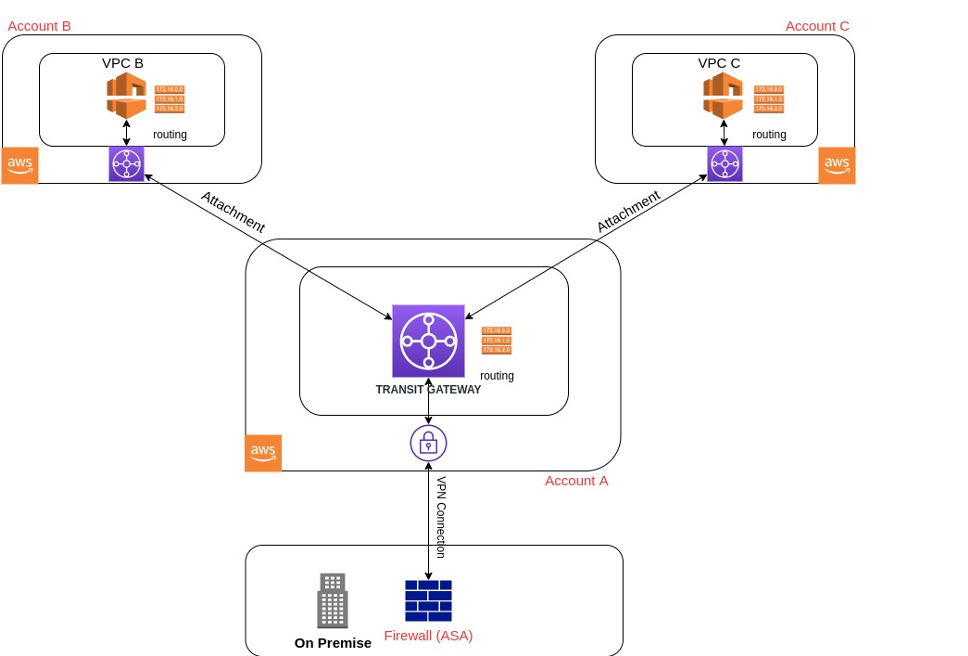 Account B
Account C
VPC B
VPC C
172.16.0.0
172.16.1.0
172.16.2.0
172.16.0.0
172.16.1.0
172.16.2.0
routing
routing
aws
aws
Attachment
Attachment
172.16.0.0
172.16.1.0
172.16.2.0
routing
TRANSIT GATEWAY
aws
Account A
VPN Connection
Firewall (ASA)
On Premise